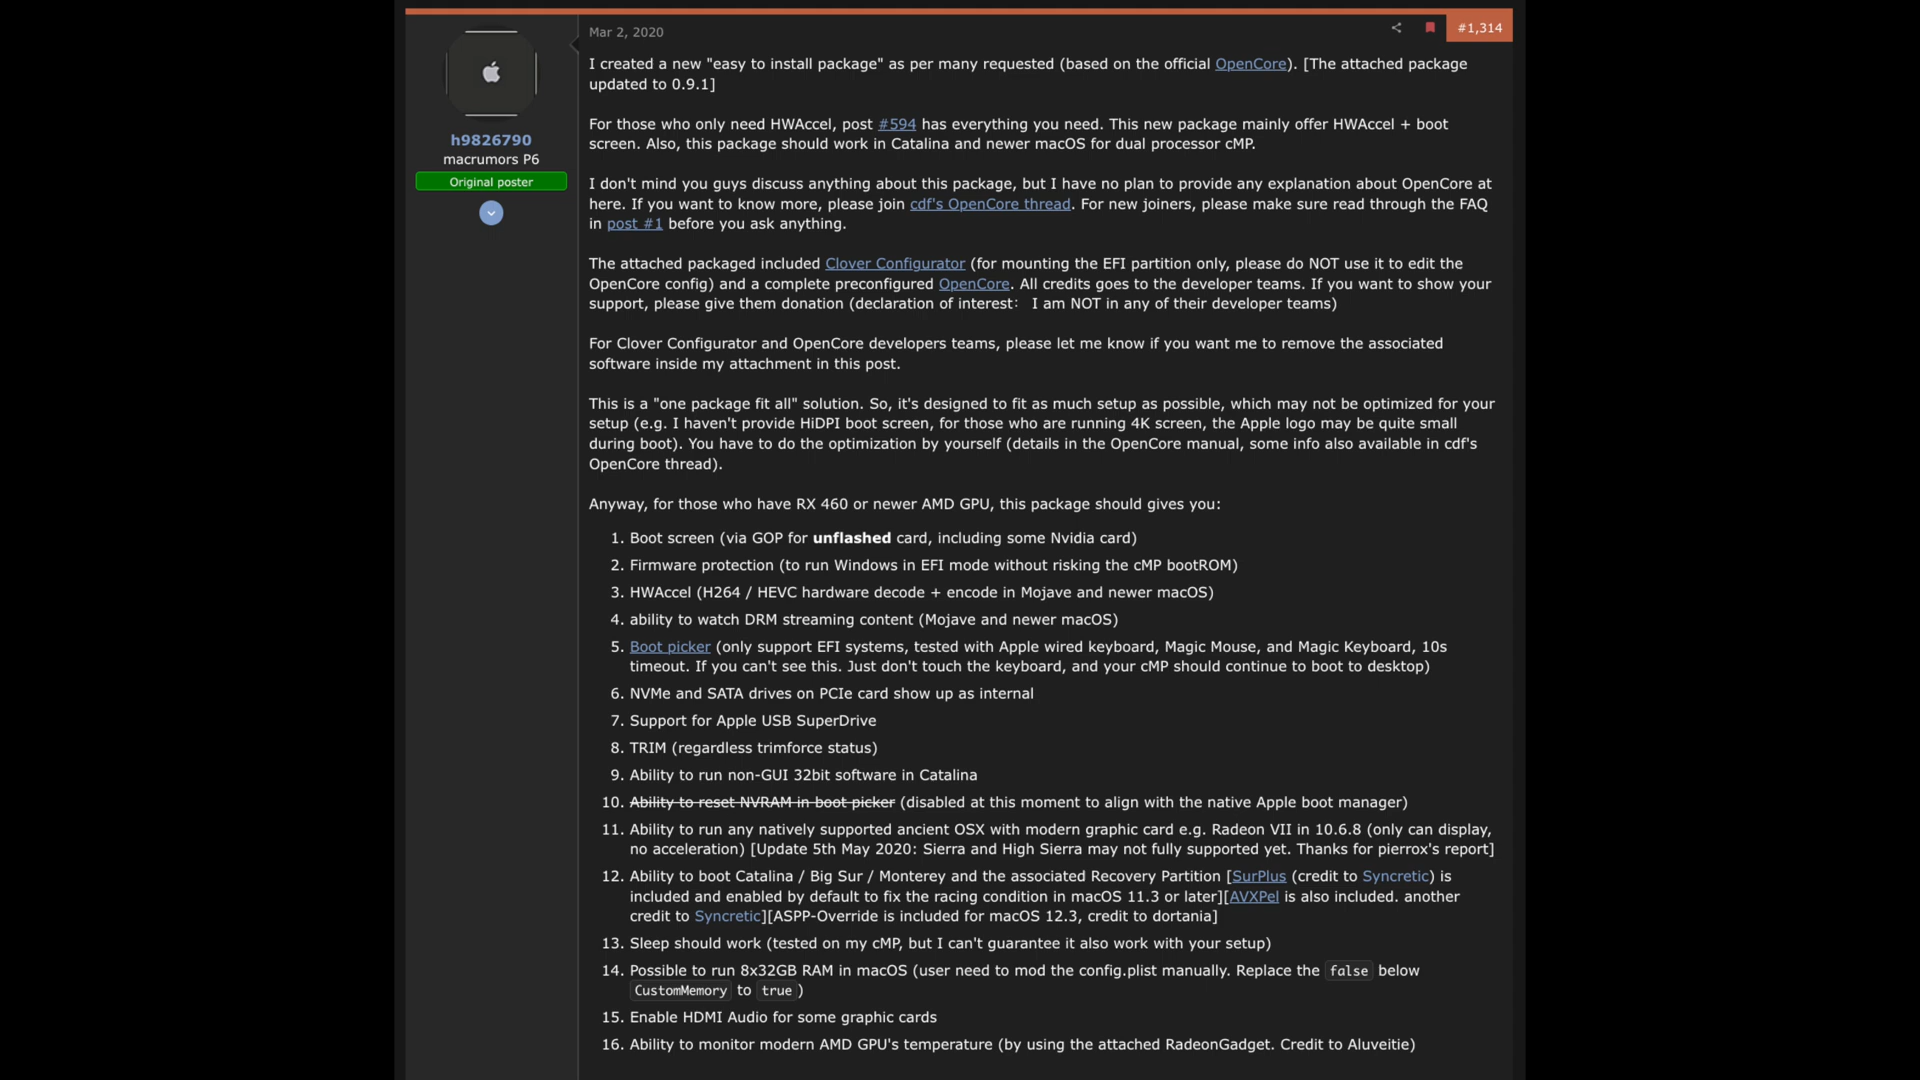 Mar 2, 2020
#1,314
h9826790
macrumors P6
Original poster
I created a new "easy to install package" as per many requested (based on the official OpenCore). [The attached package
updated to 0.9.1]
For those who only need HWAccel, post #594 has everything you need. This new package mainly offer HWAccel + boot
screen. Also, this package should work in Catalina and newer macOS for dual processor cMP.
I don't mind you guys discuss anything about this package, but I have no plan to provide any explanation about OpenCore at
here. If you want to know more, please join cdf's OpenCore thread. For new joiners, please make sure read through the FAQ
in post #1 before you ask anything.
The attached packaged included Clover Configurator (for mounting the EFI partition only, please do NOT use it to edit the
OpenCore config) and a complete preconfigured OpenCore. All credits goes to the developer teams. If you want to show your
support, please give them donation (declaration of interest： I am NOT in any of their developer teams)
For Clover Configurator and OpenCore developers teams, please let me know if you want me to remove the associated
software inside my attachment in this post.
This is a "one package fit all" solution. So, it's designed to fit as much setup as possible, which may not be optimized for your
setup (e.g. I haven't provide HiDPI boot screen, for those who are running 4K screen, the Apple logo may be quite small
during boot). You have to do the optimization by yourself (details in the OpenCore manual, some info also available in cdf's
OpenCore thread).
Anyway, for those who have RX 460 or newer AMD GPU, this package should gives you:
1. Boot screen (via GOP for unflashed card, including some Nvidia card)
2. Firmware protection (to run Windows in EFI mode without risking the cMP bootROM)
3. HWAccel (H264 / HEVC hardware decode + encode in Mojave and newer macOS)
4. ability to watch DRM streaming content (Mojave and newer macOS)
5. Boot picker (only support EFI systems, tested with Apple wired keyboard, Magic Mouse, and Magic Keyboard, 10s
timeout. If you can't see this. Just don't touch the keyboard, and your cMP should continue to boot to desktop)
6. NVMe and SATA drives on PCIe card show up as internal
7. Support for Apple USB SuperDrive
8. TRIM (regardless trimforce status)
9. Ability to run non-GUI 32bit software in Catalina
10. Ability to reset NVRAM in boot picker (disabled at this moment to align with the native Apple boot manager)
11. Ability to run any natively supported ancient OSX with modern graphic card e.g. Radeon VII in 10.6.8 (only can display,
no acceleration) [Update 5th May 2020: Sierra and High Sierra may not fully supported yet. Thanks for pierrox's report]
12. Ability to boot Catalina / Big Sur / Monterey and the associated Recovery Partition [SurPlus (credit to Syncretic) is
included and enabled by default to fix the racing condition in macOS 11.3 or later][AVXPel is also included. another
credit to Syncretic][ASPP-Override is included for macOS 12.3, credit to dortania]
13. Sleep should work (tested on my cMP, but I can't guarantee it also work with your setup)
14. Possible to run 8x32GB RAM in macOS (user need to mod the config.plist manually. Replace the false below
CustomMemory to true )
15. Enable HDMI Audio for some graphic cards
16. Ability to monitor modern AMD GPU's temperature (by using the attached RadeonGadget. Credit to Aluveitie)